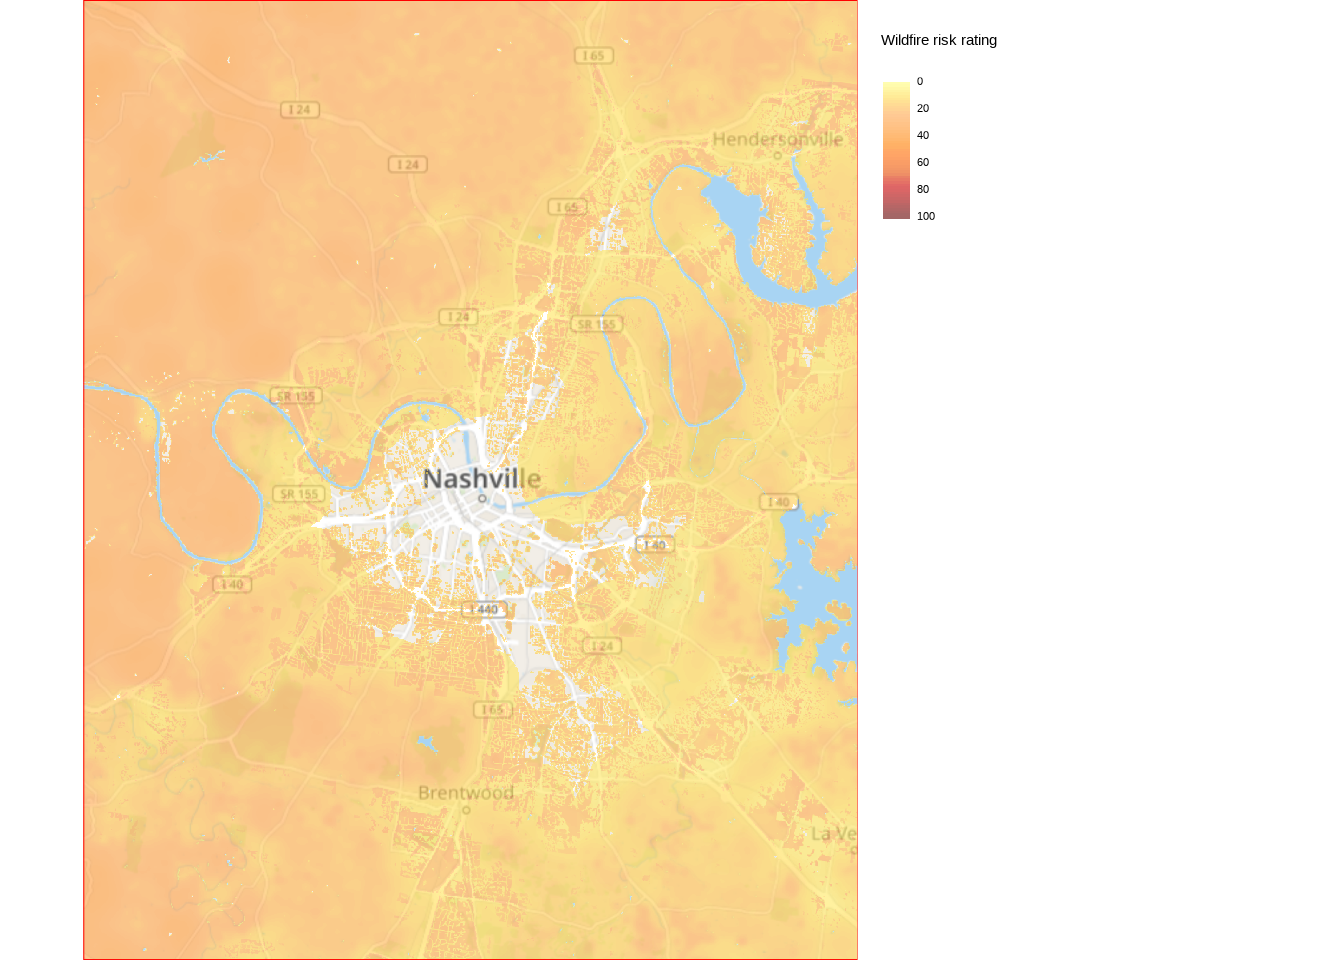 Wildfire risk rating
0
20
40
60
80
100
I 65
I 24
Hendersonville
I 24
I 65
I 24
SR 155
SR 155
Nashville
SR 155
I 40
I 40
I 40
I 440
I 24
I 65
Brentwood
La Ve